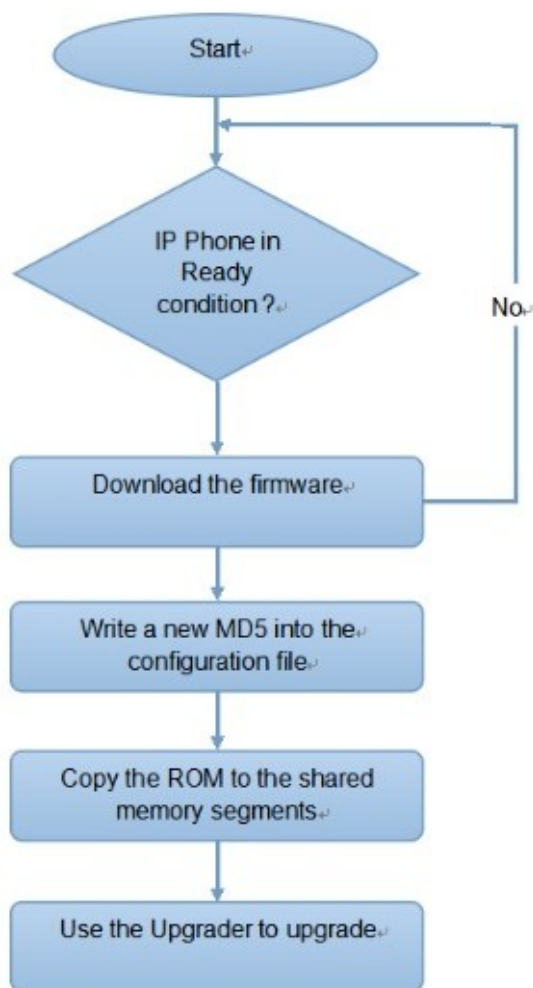 Start
IP Phone in
Ready
condition ?
No
Download the firmware
Write a new MD5 into the
configuration file
Copy the ROM to the shared
memory segments
Use the Upgrader to upgrade